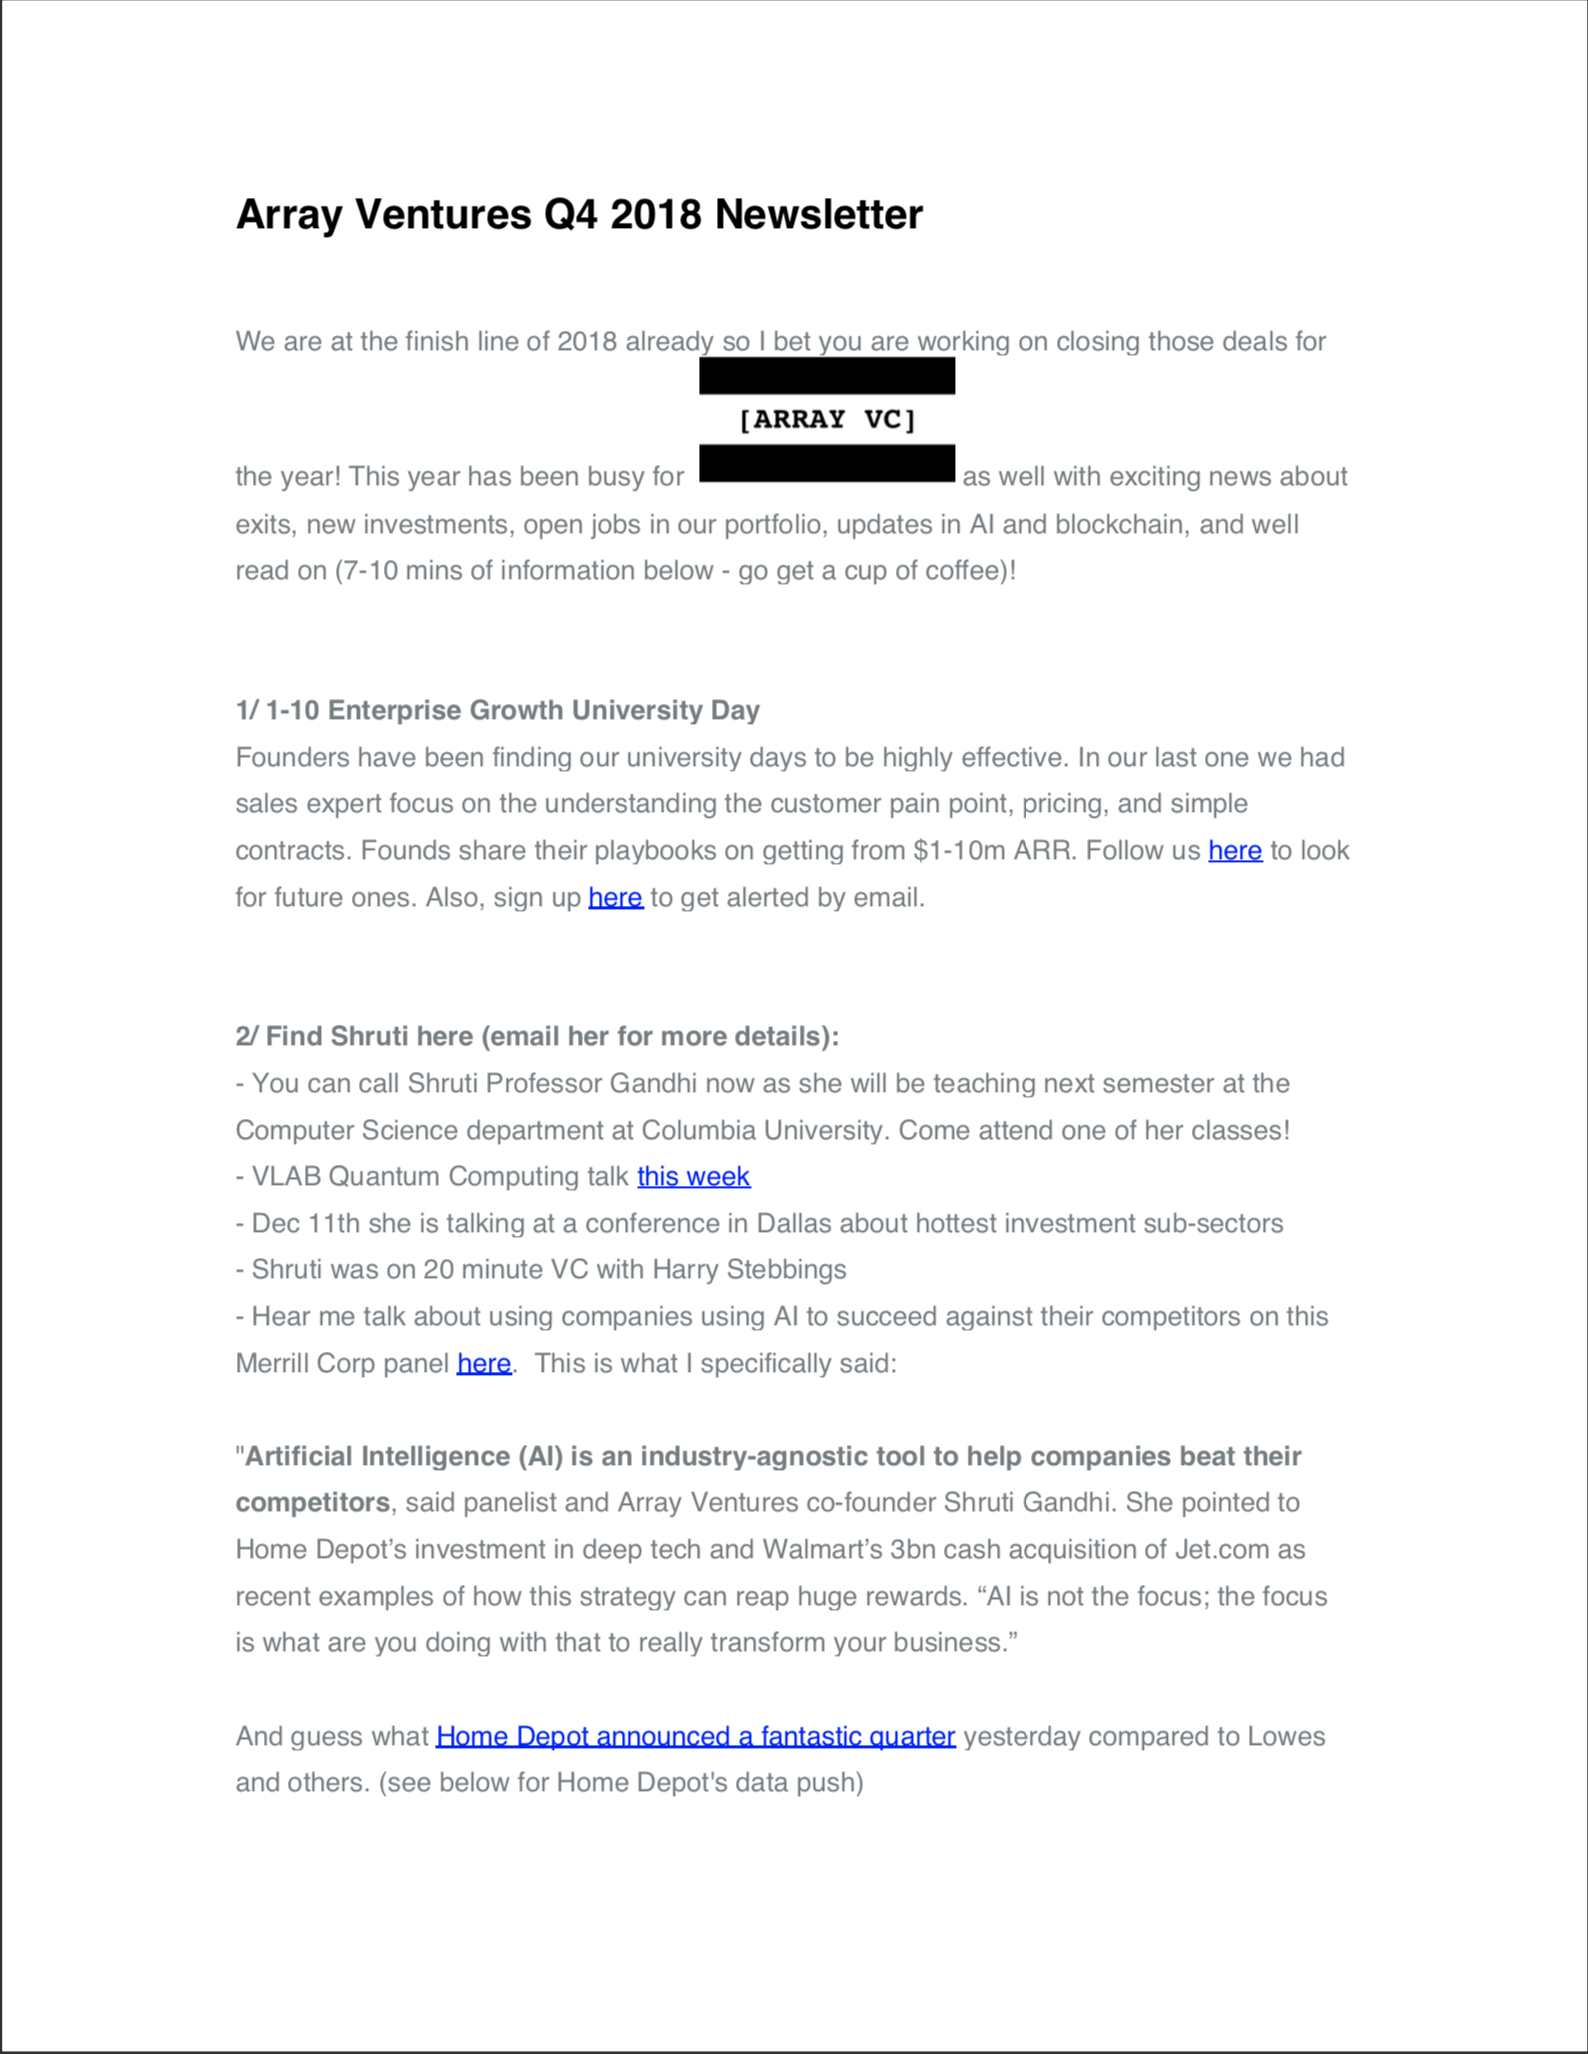 Array Ventures Q4 2018 Newsletter
We are at the finish line of 2018 already so I bet you are working on closing those deals for
[ARRAY VC]
the year! This year has been busy for as well with exciting news about
exits, new investments, open jobs in our portfolio, updates in AI and blockchain, and well
read on (7-10 mins of information below - go get a cup of coffee)!
1/ 1-10 Enterprise Growth University Day
Founders have been finding our university days to be highly effective. In our last one we had
sales expert focus on the understanding the customer pain point, pricing, and simple
contracts. Founds share their playbooks on getting from $1-10m ARR. Follow us here to look
for future ones. Also, sign up here to get alerted by email.
2/ Find Shruti here (email her for more details):
- You can call Shruti Professor Gandhi now as she will be teaching next semester at the
Computer Science department at Columbia University. Come attend one of her classes!
- VLAB Quantum Computing talk this week
- Dec 11th she is talking at a conference in Dallas about hottest investment sub-sectors
- Shruti was on 20 minute VC with Harry Stebbings
- Hear me talk about using companies using AI to succeed against their competitors on this
Merrill Corp panel here.  This is what I specifically said:
"Artificial Intelligence (AI) is an industry-agnostic tool to help companies beat their
competitors, said panelist and Array Ventures co-founder Shruti Gandhi. She pointed to
Home Depot’s investment in deep tech and Walmart’s 3bn cash acquisition of Jet.com as
recent examples of how this strategy can reap huge rewards. “AI is not the focus; the focus
is what are you doing with that to really transform your business.”
And guess what Home Depot announced a fantastic quarter yesterday compared to Lowes
and others. (see below for Home Depot's data push)